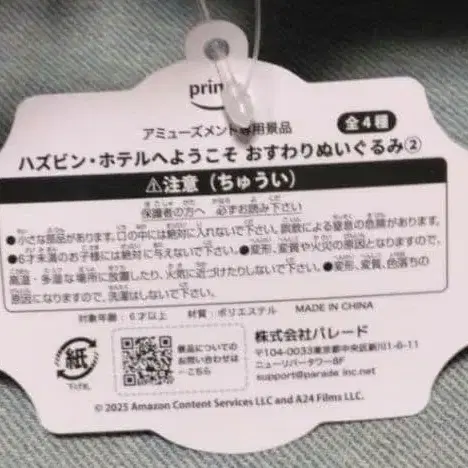 prim
アミューズメント専用景品
全4種
ハズビン・ホテルへようこそ おすわりぬいぐるみ②
⚠注意（ちゅうい）
保護者の方へ 必ずお読み下さい
●小さな部品があります。口の中には絶対に入れないで下さい。誤飲による窒息の危険があります。
●6才未満のお子様には絶対に与えないで下さい。●変形、変質や火災の原因となりますので、
高温・多湿な場所に放置したり、火気に近づけたりしないで下さい。●変形、変質、色落ちの
原因になりますので、洗濯はしないで下さい。
対象年齢：6才以上 材質：ポリエステル MADE IN CHINA
紙
下げ札
景品についての
お問い合わせは
こちら
株式会社パレード
〒104-0033東京都中央区新川1-6-11
ニューリバータワー8F
support@parade inc.net
© 2025 Amazon Content Services LLC and A24 Films LLC.